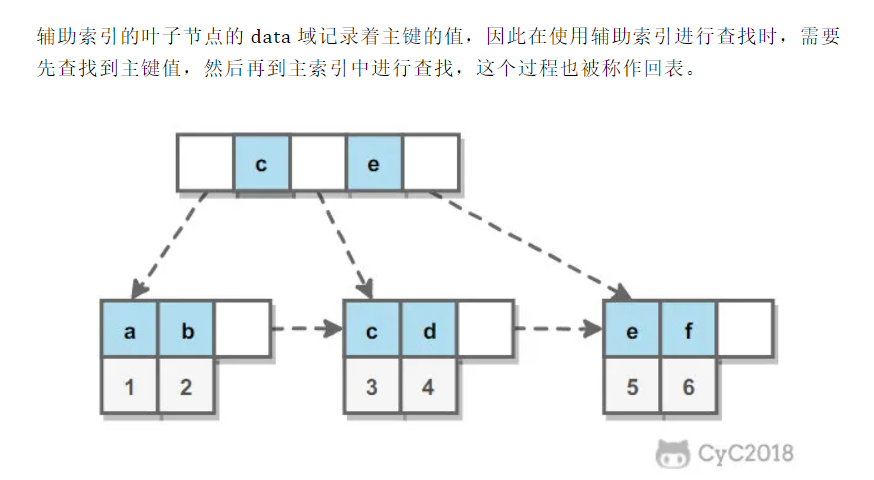 辅助索引的叶子节点的 data 域记录着主键的值，因此在使用辅助索引进行查找时，需要
先查找到主键值，然后再到主索引中进行查找，这个过程也被称作回表。
c e
a b c d e f
1 2 3 4 5 6
CyC2018